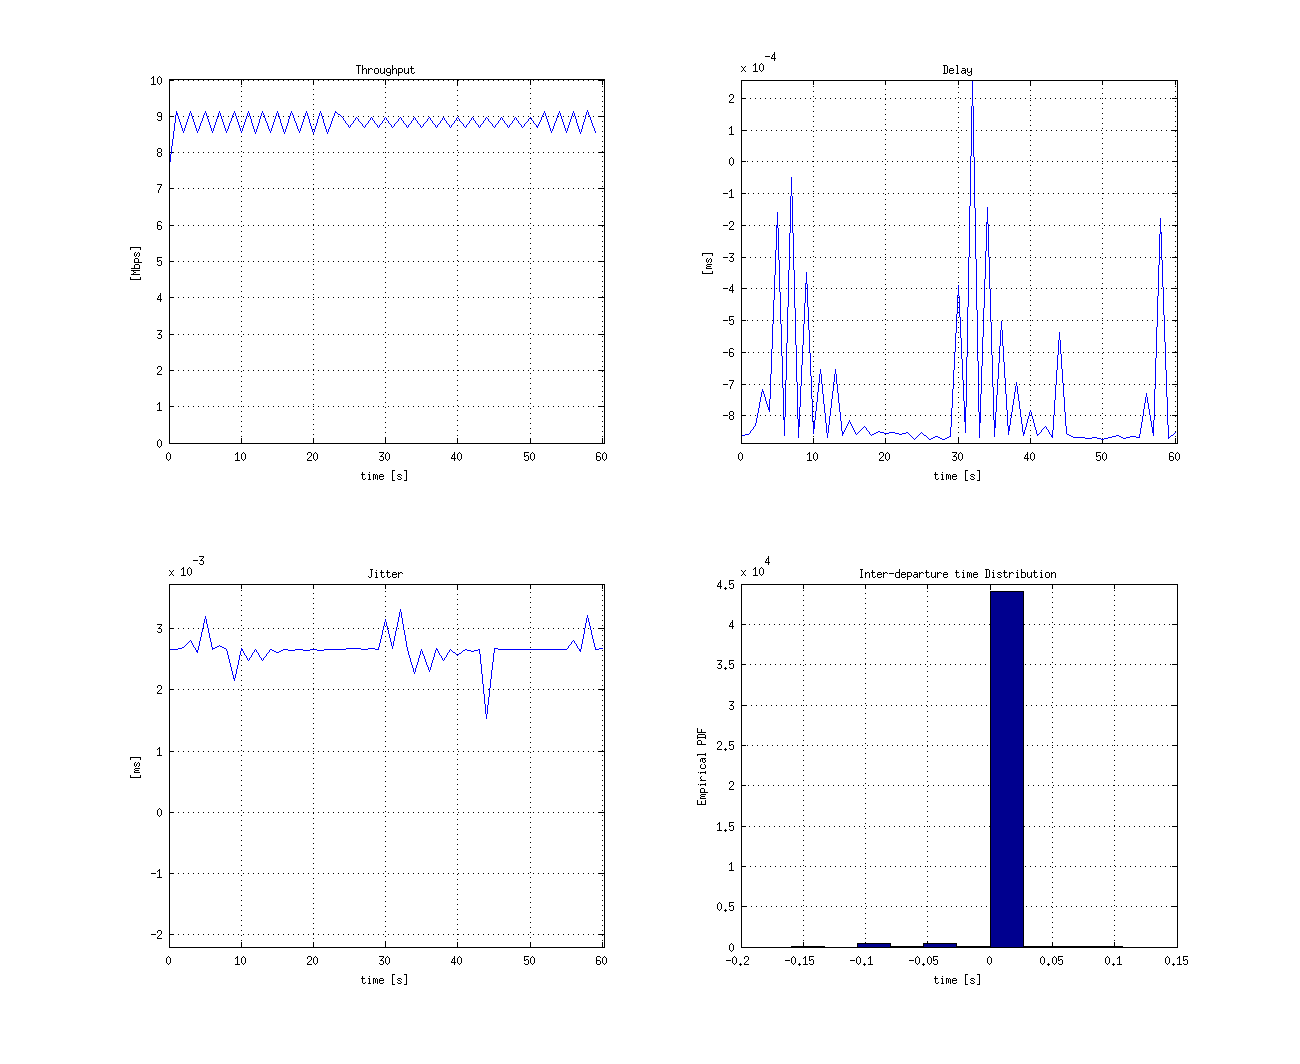 Throughput
10
9
8
7
6
5
4
3
2
1
0
[Mbps]
0 10 20 30 40 50 60
time [s]
x 10 -4
Delay
2
1
0
-1
-2
-3
-4
-5
-6
-7
-8
[ms]
0 10 20 30 40 50 60
time [s]
x 10 -3
Jitter
3
2
1
0
-1
-2
[ms]
0 10 20 30 40 50 60
time [s]
x 10 4
Inter-departure time Distribution
4.5
4
3.5
3
2.5
2
1.5
1
0.5
0
Empirical PDF
-0.2 -0.15 -0.1 -0.05 0 0.05 0.1 0.15
time [s]